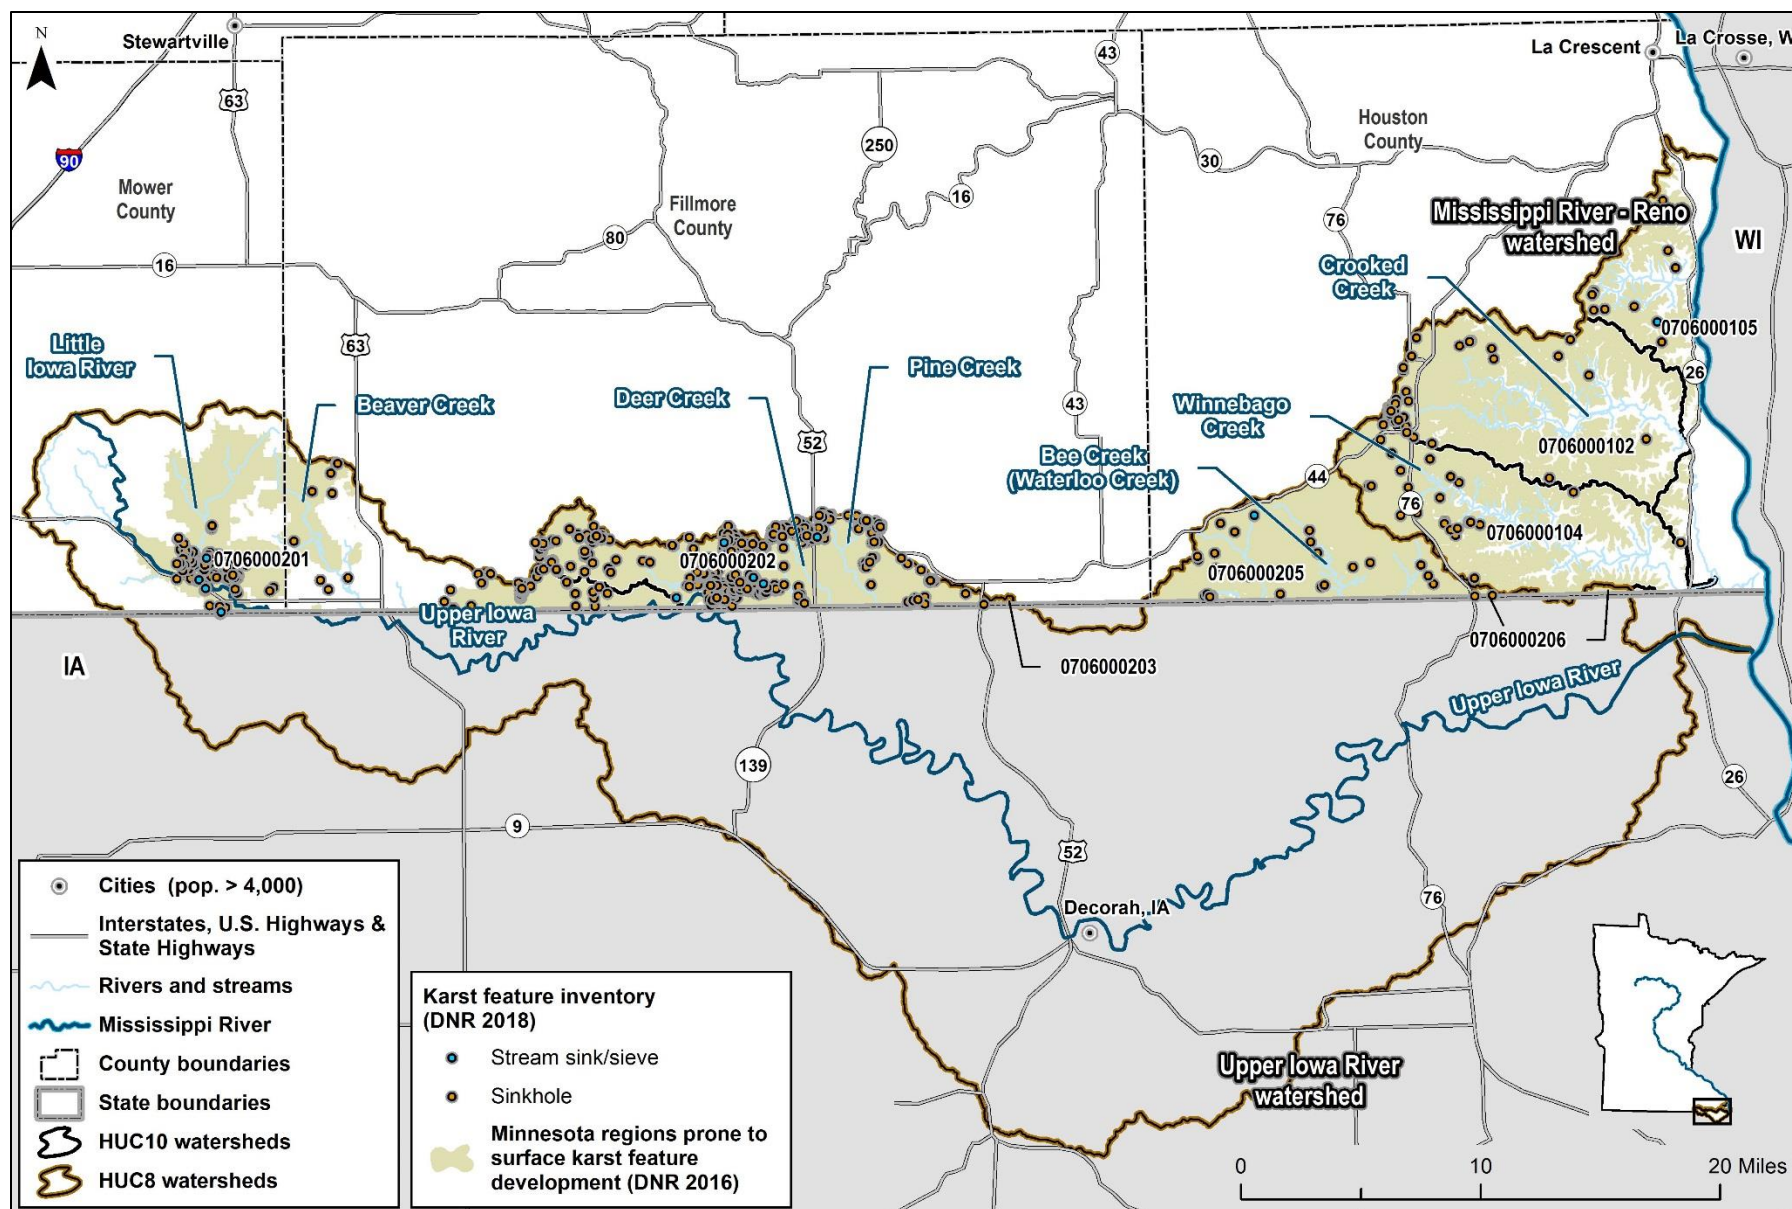 N
Stewartville
La Crescent
La Crosse, W
43
63
90
250
Houston
County
30
Mower
County
Fillmore
County
16
76
Mississippi River - Reno
watershed
WI
80
16
Crooked
Creek
0706000105
Little
Iowa River
63
Pine Creek
26
Beaver Creek
Deer Creek
43
Winnebago
Creek
52
0706000102
Bee Creek
(Waterloo Creek)
44
76
0706000104
0706000201
0706000202
0706000205
Upper Iowa
River
0706000206
IA
0706000203
Upper Iowa River
139
26
9
52
76
Decorah, IA
Upper Iowa River
watershed
Cities (pop. > 4,000)
Interstates, U.S. Highways &
State Highways
Rivers and streams
Mississippi River
County boundaries
State boundaries
HUC10 watersheds
HUC8 watersheds
Karst feature inventory
(DNR 2018)
Stream sink/sieve
Sinkhole
Minnesota regions prone to
surface karst feature
development (DNR 2016)
0 10 20 Miles